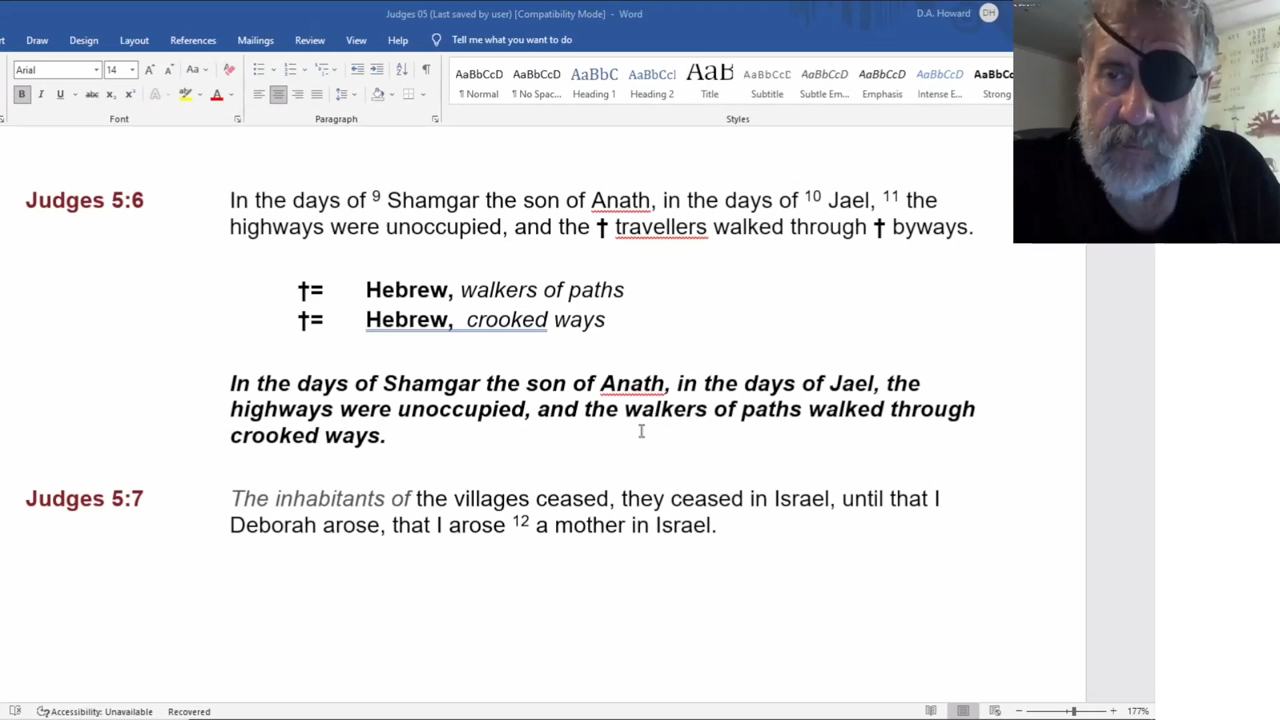 Judges 05 (Last saved by user) [Compatibility Mode] - Word
D.A. Howard DH
Draw Design Layout References Mailings Review View Help Tell me what you want to do
Arial 14 Aa
AaBbCcD AaBbCcD AaBbC AaBbCcl AaB AaBbCcD AaBbCcD AaBbCcD AaBbCcD AaBbCc
¶ Normal ¶ No Spac... Heading 1 Heading 2 Title Subtitle Subtle Em... Emphasis Intense E... Strong
Font Paragraph Styles
Judges 5:6 In the days of 9 Shamgar the son of Anath, in the days of 10 Jael, 11 the
highways were unoccupied, and the † travellers walked through † byways.
†= Hebrew, walkers of paths
†= Hebrew, crooked ways
In the days of Shamgar the son of Anath, in the days of Jael, the
highways were unoccupied, and the walkers of paths walked through
crooked ways.
Judges 5:7 The inhabitants of the villages ceased, they ceased in Israel, until that I
Deborah arose, that I arose 12 a mother in Israel.
Accessibility: Unavailable Recovered 177%